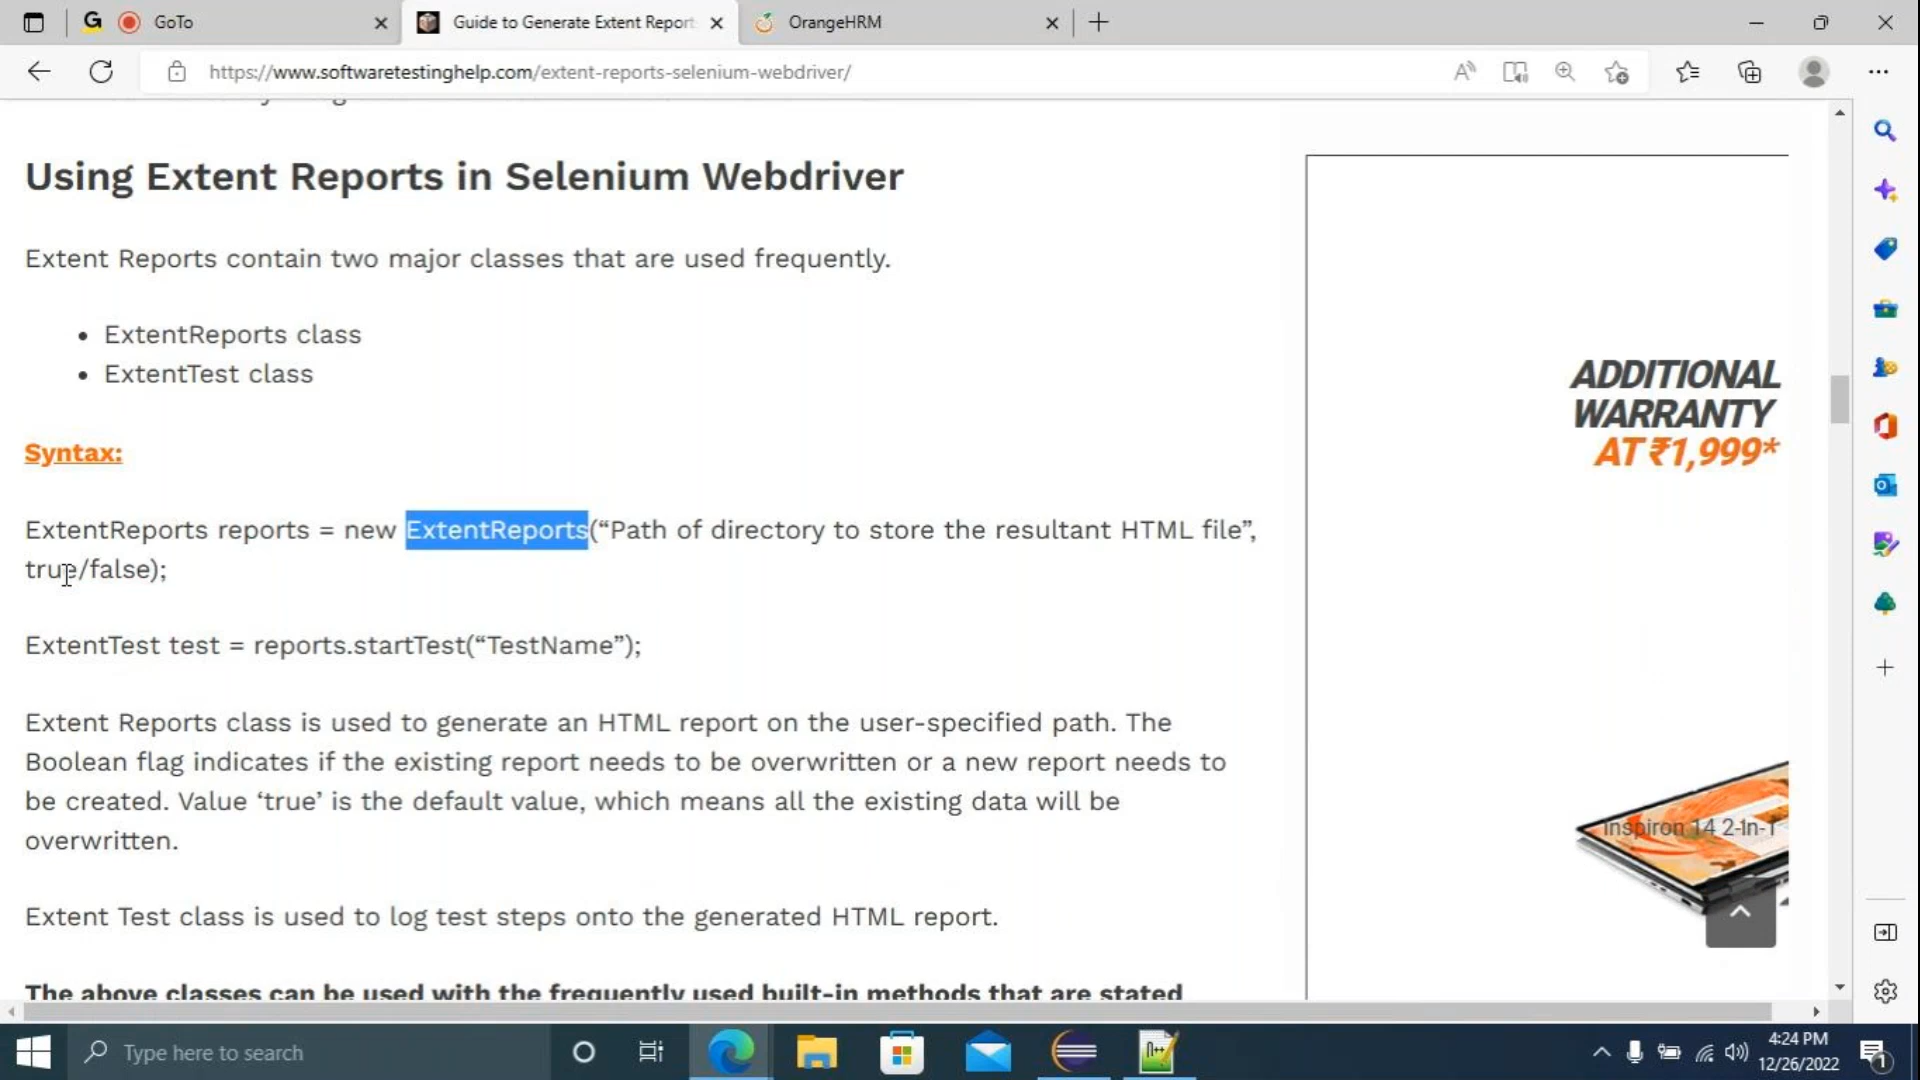 GoTo
Guide to Generate Extent Report
OrangeHRM
https://www.softwaretestinghelp.com/extent-reports-selenium-webdriver/
Using Extent Reports in Selenium Webdriver
Extent Reports contain two major classes that are used frequently.
• ExtentReports class
• ExtentTest class
Syntax:
ExtentReports reports = new ExtentReports(“Path of directory to store the resultant HTML file”,
true/false);
ExtentTest test = reports.startTest(“TestName”);
Extent Reports class is used to generate an HTML report on the user-specified path. The
Boolean flag indicates if the existing report needs to be overwritten or a new report needs to
be created. Value ‘true’ is the default value, which means all the existing data will be
overwritten.
Extent Test class is used to log test steps onto the generated HTML report.
The above classes can be used with the frequently used built-in methods that are stated
ADDITIONAL
WARRANTY
AT ₹1,999*
Inspiron 14 2-In-1
Type here to search
4:24 PM
12/26/2022
1